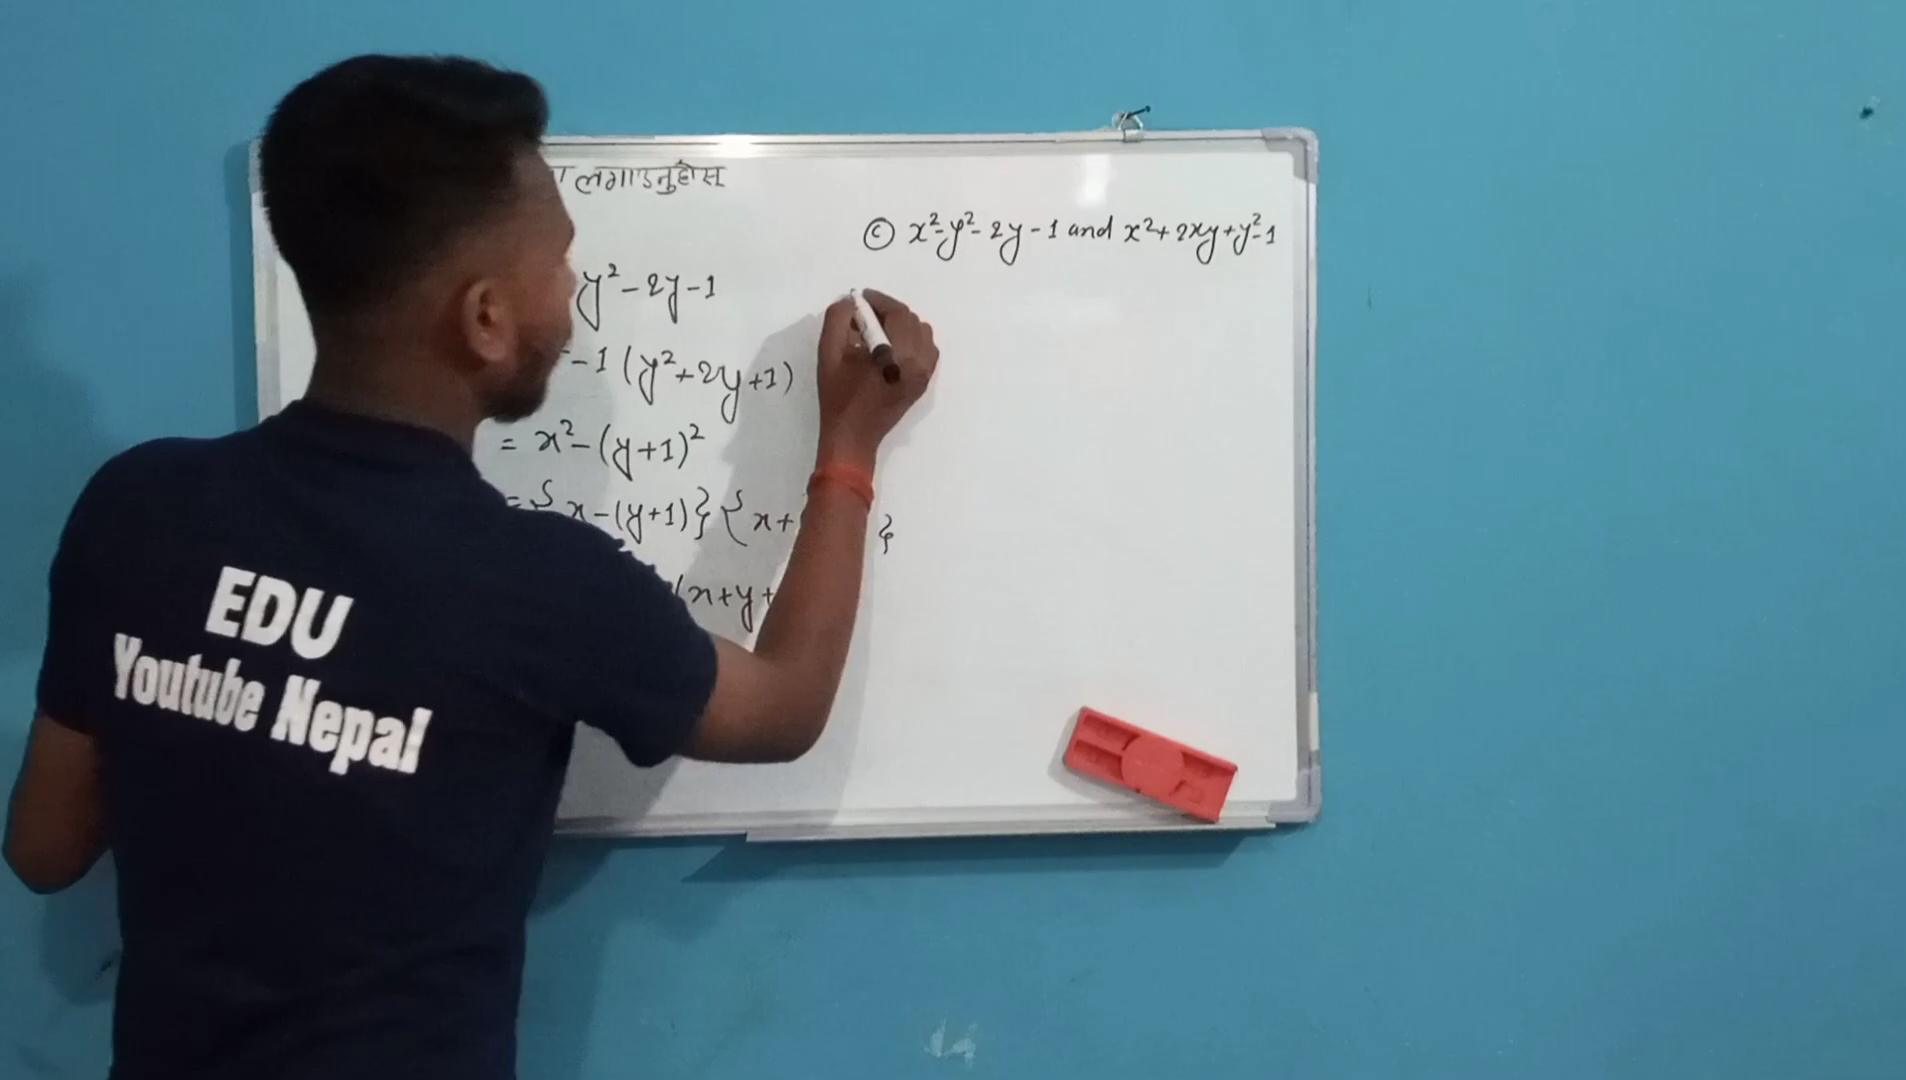 लगाउनुहोस्
ⓒ x²-y²-2y-1 and x²+2xy+y²-1
y²-2y-1
-1(y²+2y+1)
= x²-(y+1)²
={x-(y+1)}{x+ }
(x+y+
EDU
Youtube Nepal